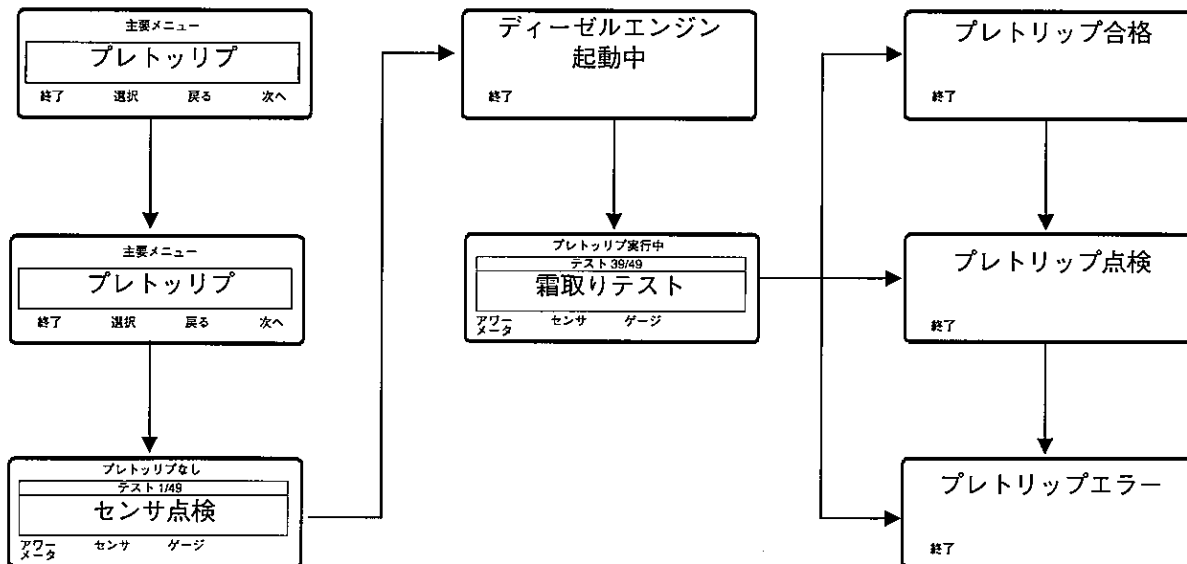 主要メニュー
プレトッリプ
終了 選択 戻る 次へ
主要メニュー
プレトッリプ
終了 選択 戻る 次へ
プレトッリプなし
テスト 1/49
センサ点検
アワーメータ センサ ゲージ
ディーゼルエンジン
起動中
終了
プレトッリプ実行中
テスト 39/49
霜取りテスト
アワーメータ センサ ゲージ
プレトリップ合格
終了
プレトリップ点検
終了
プレトリップエラー
終了